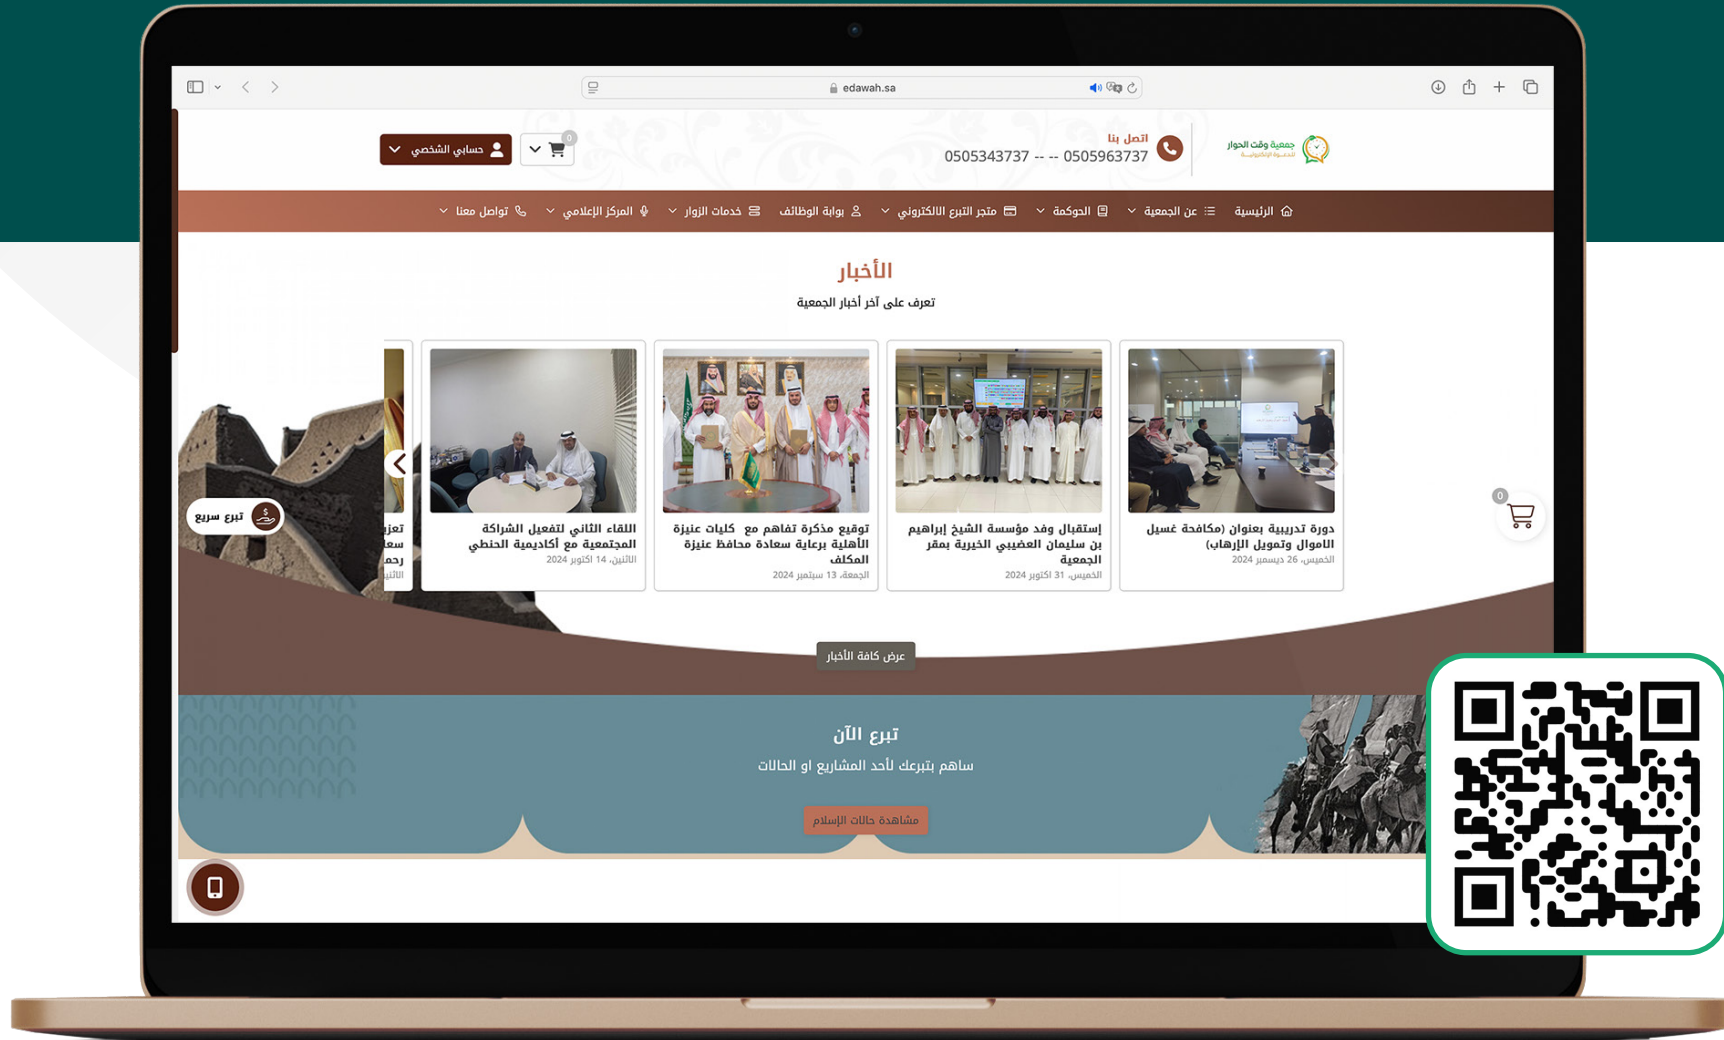 edawah.sa
جمعية وقت الحوار
للدعـوة الإلكترونيـة
اتصل بنا
0505343737 -- -- 0505963737
0
حسابي الشخصي
الرئيسية
عن الجمعية
الحوكمة
متجر التبرع الالكتروني
بوابة الوظائف
خدمات الزوار
المركز الإعلامي
تواصل معنا
الأخبار
تعرف على آخر أخبار الجمعية
دورة تدريبية بعنوان (مكافحة غسيل
الاموال وتمويل الإرهاب)
الخميس، 26 ديسمبر 2024
إستقبال وفد مؤسسة الشيخ إبراهيم
بن سليمان العضيبي الخيرية بمقر
الجمعية
الخميس، 31 اكتوبر 2024
توقيع مذكرة تفاهم مع كليات عنيزة
الأهلية برعاية سعادة محافظ عنيزة
المكلف
الجمعة، 13 سبتمبر 2024
اللقاء الثاني لتفعيل الشراكة
المجتمعية مع أكاديمية الحنطي
الاثنين، 14 اكتوبر 2024
0
تبرع سريع
عرض كافة الأخبار
تبرع الآن
ساهم بتبرعك لأحد المشاريع او الحالات
مشاهدة حالات الإسلام